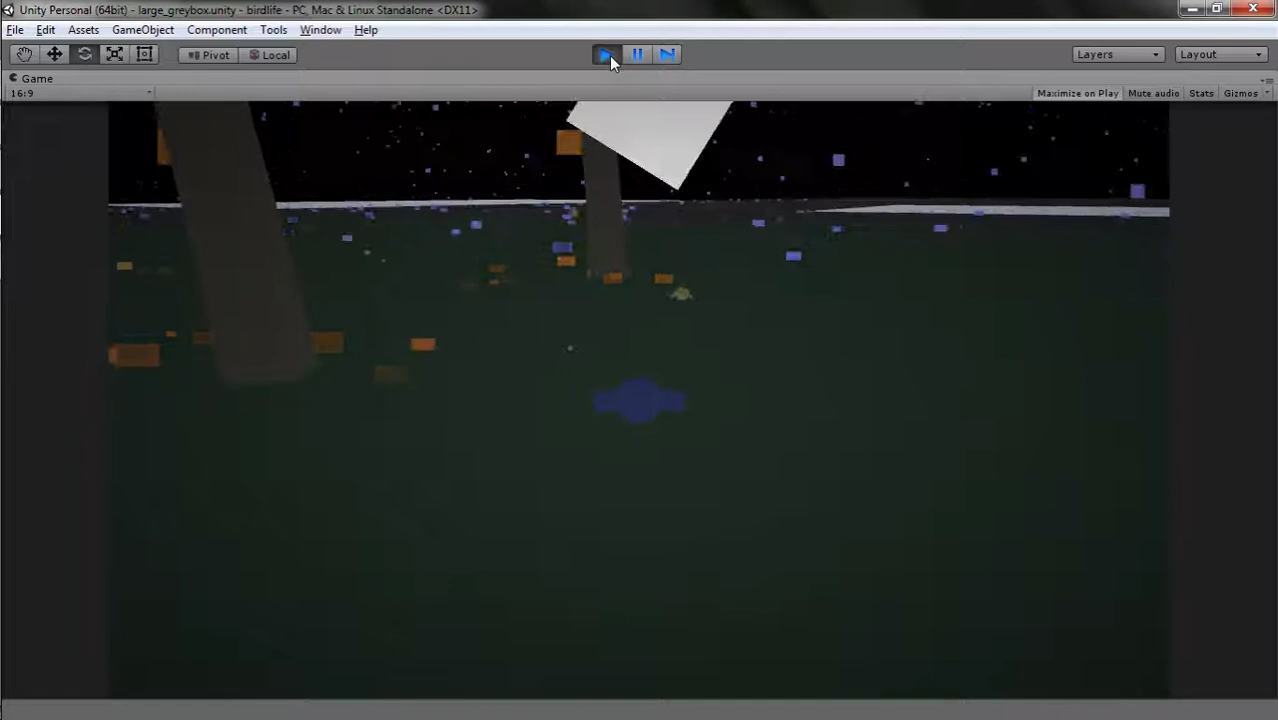 Unity Personal (64bit) - large_greybox.unity - birdlife - PC, Mac & Linux Standalone <DX11>
File Edit Assets GameObject Component Tools Window Help
Pivot Local Layers Layout
Game
16:9 Maximize on Play Mute audio Stats Gizmos